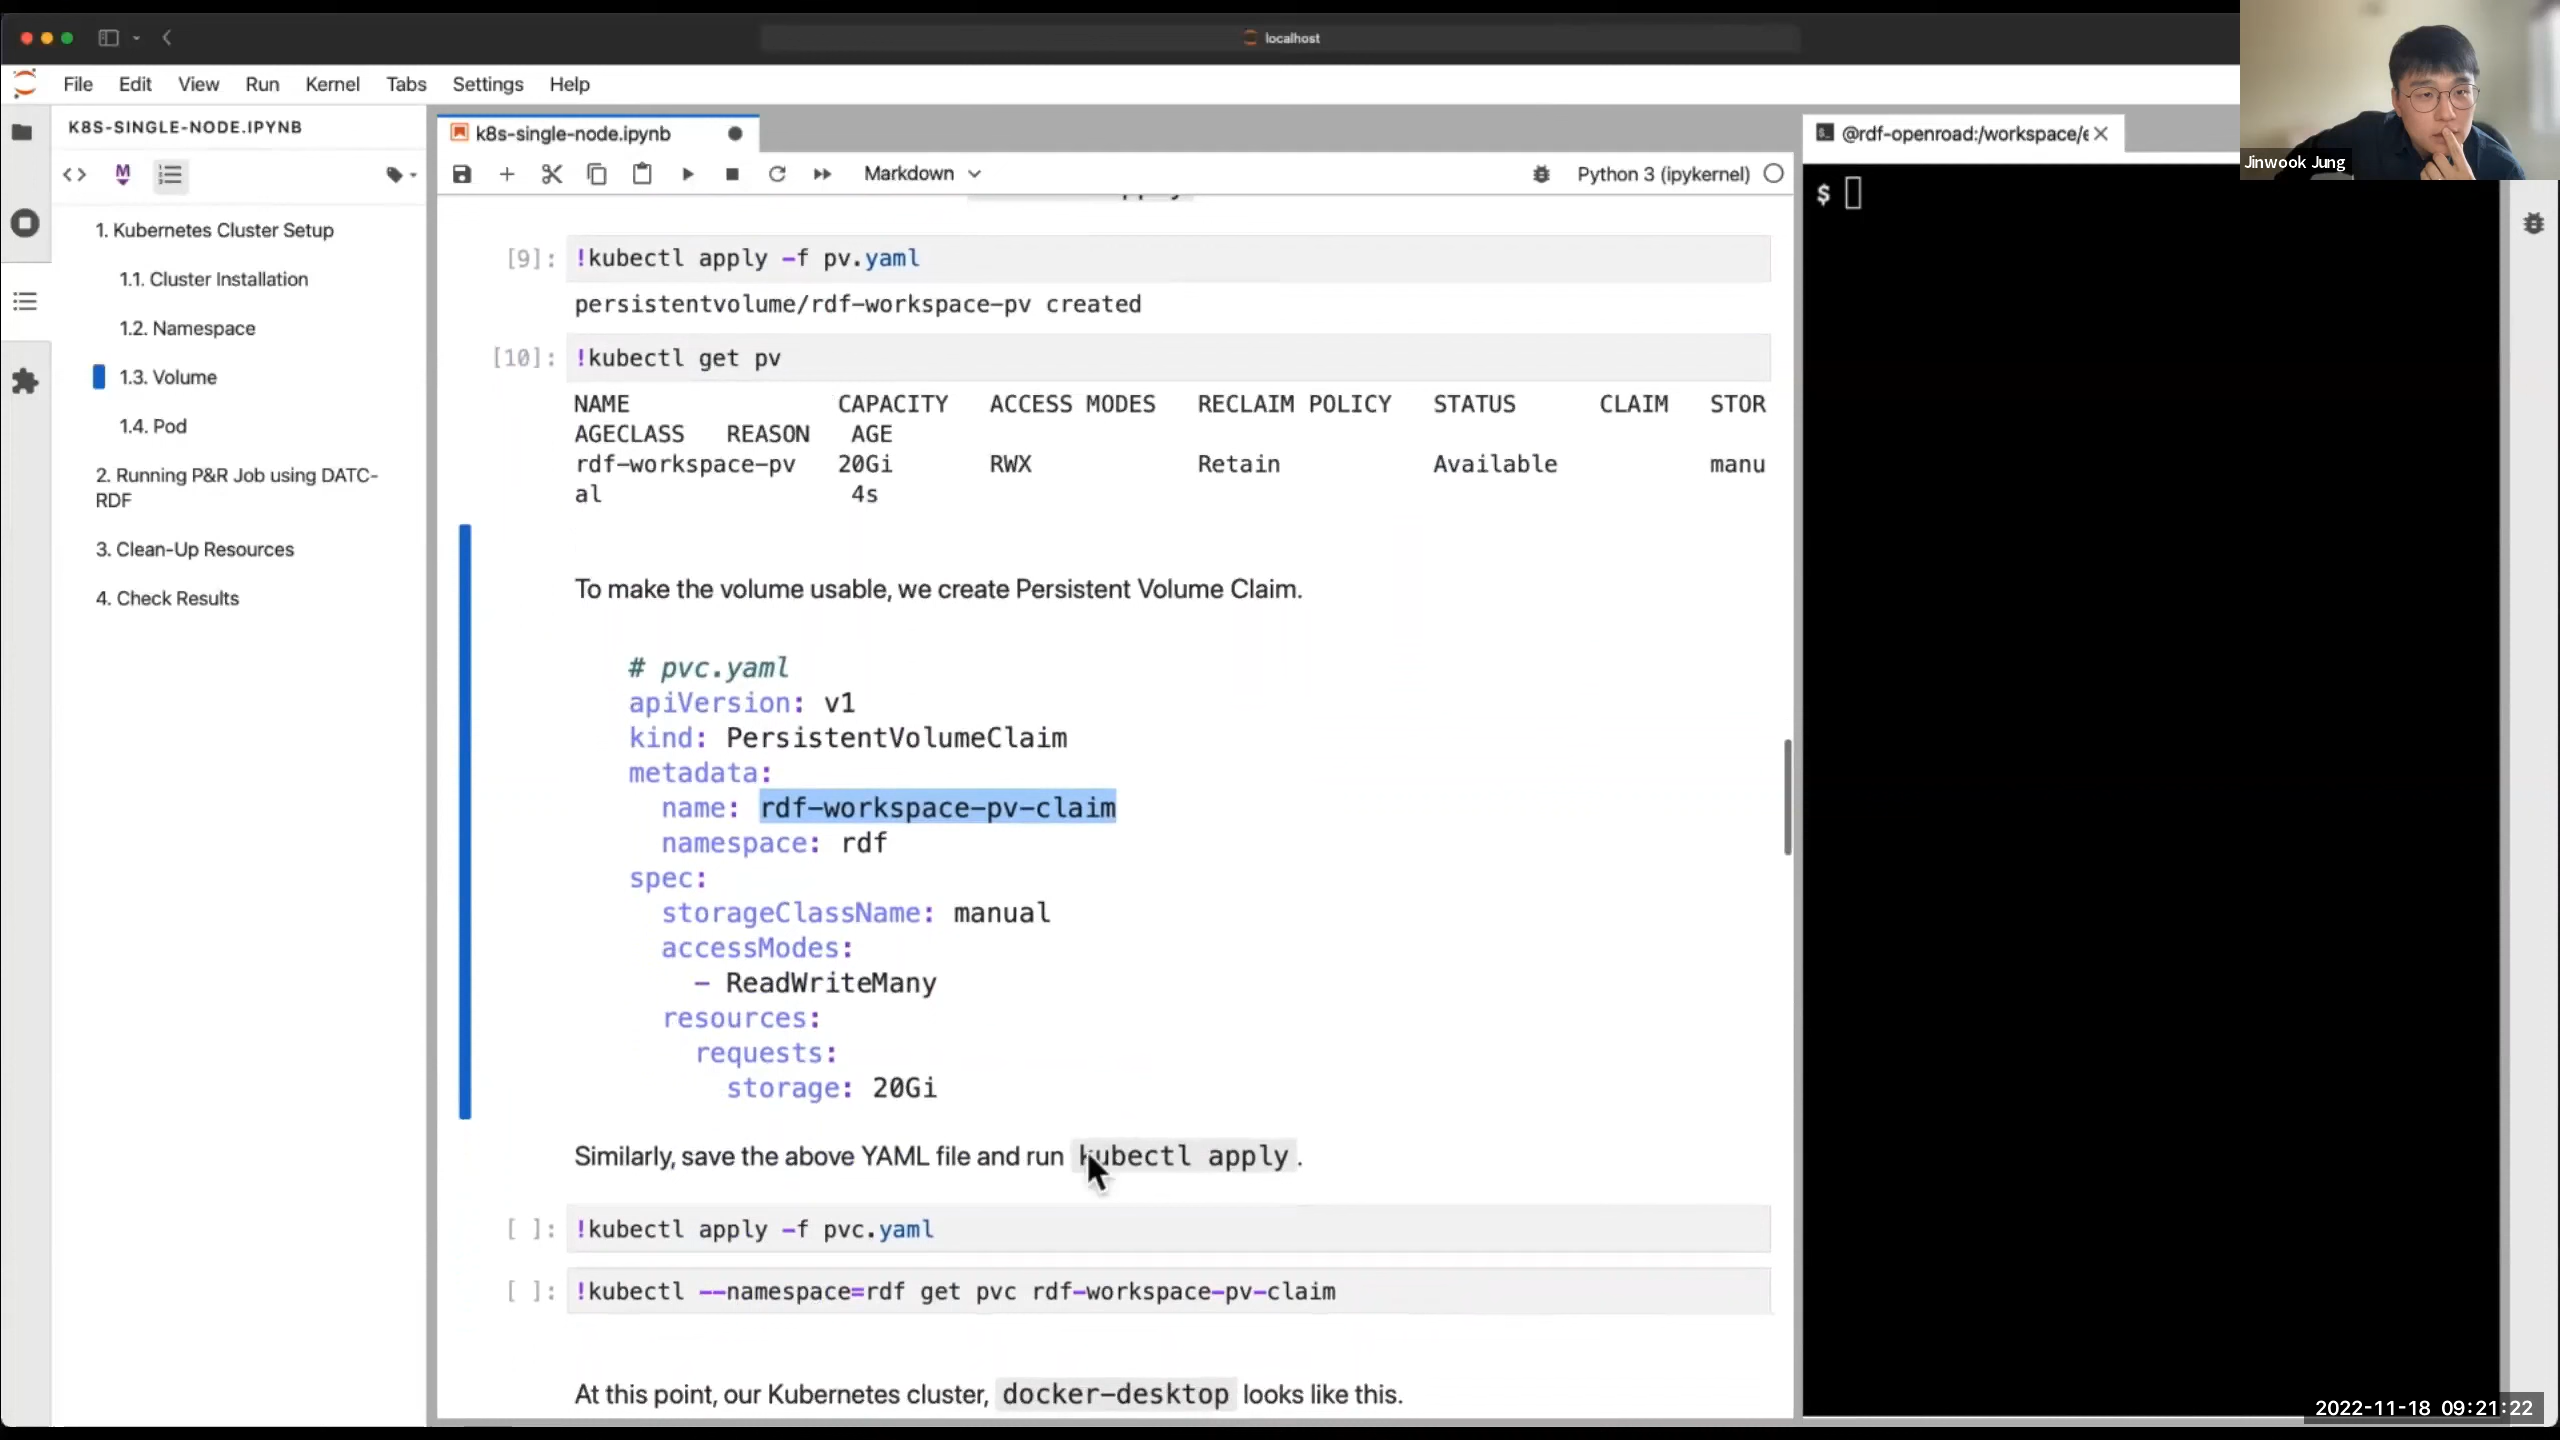 localhost
File Edit View Run Kernel Tabs Settings Help
Jinwook Jung
K8S-SINGLE-NODE.IPYNB
1. Kubernetes Cluster Setup
1.1. Cluster Installation
1.2. Namespace
1.3. Volume
1.4. Pod
2. Running P&R Job using DATC-
RDF
3. Clean-Up Resources
4. Check Results
k8s-single-node.ipynb
Markdown
Python 3 (ipykernel)
[9]: !kubectl apply -f pv.yaml
persistentvolume/rdf-workspace-pv created
[10]: !kubectl get pv
NAME CAPACITY ACCESS MODES RECLAIM POLICY STATUS CLAIM STOR
AGECLASS REASON AGE
rdf-workspace-pv 20Gi RWX Retain Available manu
al 4s
To make the volume usable, we create Persistent Volume Claim.
# pvc.yaml
apiVersion: v1
kind: PersistentVolumeClaim
metadata:
name: rdf-workspace-pv-claim
namespace: rdf
spec:
storageClassName: manual
accessModes:
- ReadWriteMany
resources:
requests:
storage: 20Gi
Similarly, save the above YAML file and run kubectl apply.
[ ]: !kubectl apply -f pvc.yaml
[ ]: !kubectl --namespace=rdf get pvc rdf-workspace-pv-claim
At this point, our Kubernetes cluster, docker-desktop looks like this.
@rdf-openroad:/workspace/e
$
2022-11-18 09:21:22